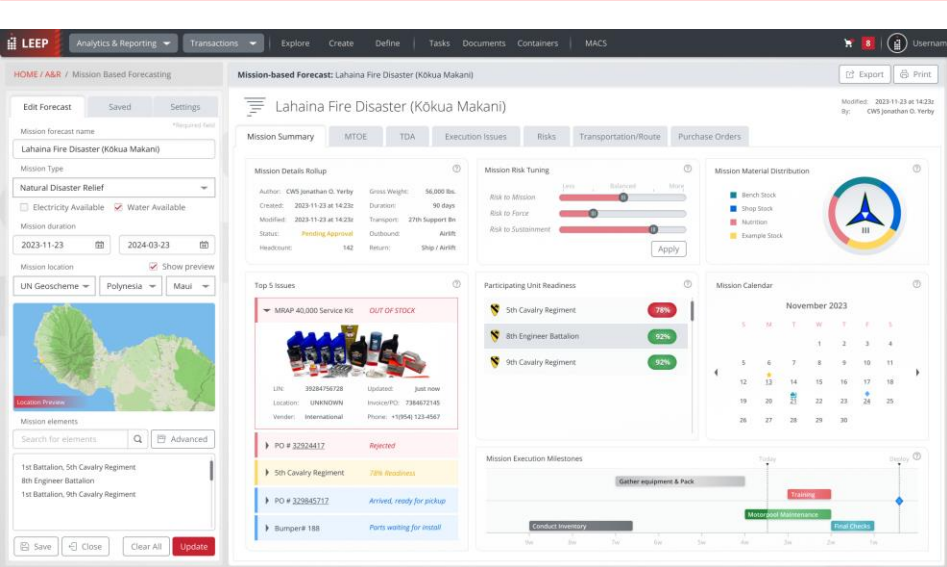 LEEP
Analytics & Reporting
Transactions
Explore
Create
Define
Tasks
Documents
Containers
MACS
8
Usernam
HOME / A&R / Mission Based Forecasting
Mission-based Forecast: Lahaina Fire Disaster (Kōkua Makani)
Export
Print
Edit Forecast
Saved
Settings
*Required field
Mission forecast name
Lahaina Fire Disaster (Kōkua Makani)
Mission Type
Natural Disaster Relief
Electricity Available
Water Available
Mission duration
2023-11-23
2024-03-23
Mission location
Show preview
UN Geoscheme
Polynesia
Maui
Location Preview
Mission elements
Search for elements
Advanced
1st Battalion, 5th Cavalry Regiment
8th Engineer Battalion
1st Battalion, 9th Cavalry Regiment
Save
Close
Clear All
Update
Lahaina Fire Disaster (Kōkua Makani)
Modified: 2023-11-23 at 14:23z
By: CW5 Jonathan O. Yerby
Mission Summary
MTOE
TDA
Execution Issues
Risks
Transportation/Route
Purchase Orders
Mission Details Rollup
Author: CW5 Jonathan O. Yerby
Gross Weight: 56,000 lbs.
Created: 2023-11-23 at 14:23z
Duration: 90 days
Modified: 2023-11-23 at 14:23z
Transport: 27th Support Bn
Status: Pending Approval
Outbound: Airlift
Headcount: 142
Return: Ship / Airlift
Mission Risk Tuning
Less
Balanced
More
Risk to Mission
Risk to Force
Risk to Sustainment
Apply
Mission Material Distribution
Bench Stock
Shop Stock
Nutrition
Example Stock
III
Top 5 Issues
MRAP 40,000 Service Kit
OUT OF STOCK
LIN: 39284756728
Updated: Just now
Location: UNKNOWN
Invoice/PO: 7384672145
Vender: International
Phone: +1(954) 123-4567
PO # 32924417
Rejected
5th Cavalry Regiment
78% Readiness
PO # 329845717
Arrived, ready for pickup
Bumper# 188
Parts waiting for install
Participating Unit Readiness
5th Cavalry Regiment
78%
8th Engineer Battalion
92%
9th Cavalry Regiment
92%
Mission Calendar
November 2023
S M T W T F S
1 2 3 4
5 6 7 8 9 10 11
12 13 14 15 16 17 18
19 20 21 22 23 24 25
26 27 28 29 30
Mission Execution Milestones
Today
Deploy
Gather equipment & Pack
Training
Motorpool Maintenance
Conduct Inventory
Final Checks
9w 8w 7w 6w 5w 4w 3w 2w 1w